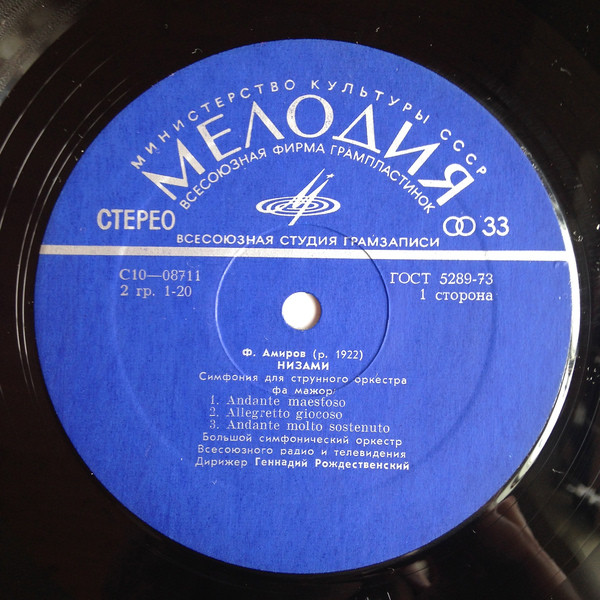 МИНИСТЕРСТВО КУЛЬТУРЫ СССР
МЕЛОДИЯ
ВСЕСОЮЗНАЯ ФИРМА ГРАМПЛАСТИНОК
СТЕРЕО
33
ВСЕСОЮЗНАЯ СТУДИЯ ГРАМЗАПИСИ
С10—08711
ГОСТ 5289-73
2 гр. 1-20
1 сторона
Ф. Амиров (р. 1922)
НИЗАМИ
Симфония для струнного оркестра
фа мажор
1. Andante maestoso
2. Allegretto giocoso
3. Andante molto sostenuto
Большой симфонический оркестр
Всесоюзного радио и телевидения
Дирижер Геннадий Рождественский